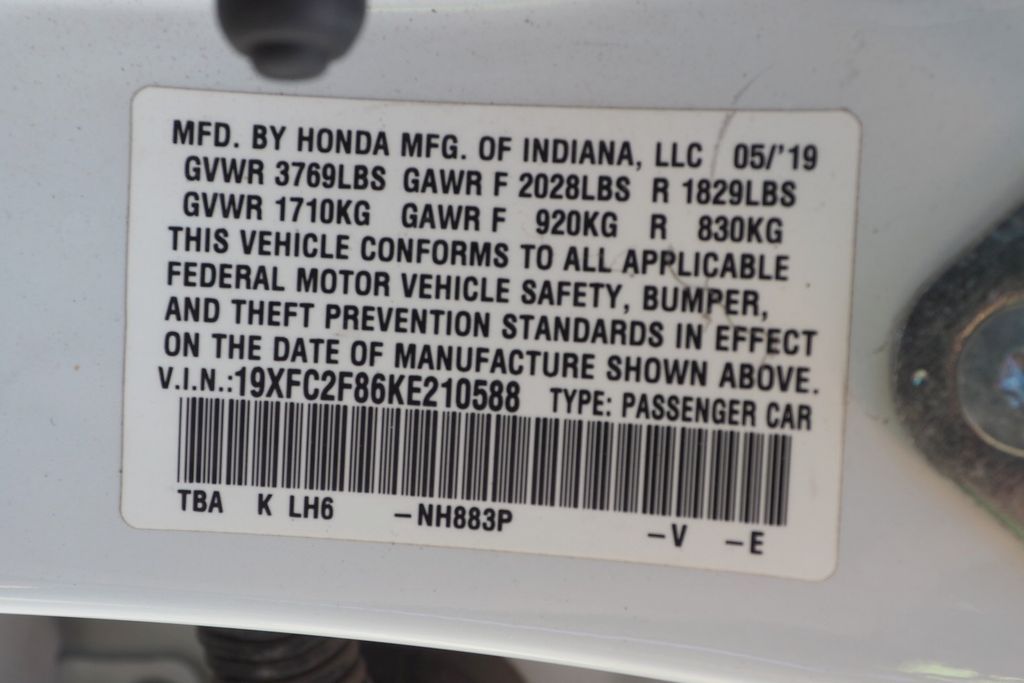 MFD. BY HONDA MFG. OF INDIANA, LLC 05/'19
GVWR 3769LBS GAWR F 2028LBS R 1829LBS
GVWR 1710KG GAWR F 920KG R 830KG
THIS VEHICLE CONFORMS TO ALL APPLICABLE
FEDERAL MOTOR VEHICLE SAFETY, BUMPER,
AND THEFT PREVENTION STANDARDS IN EFFECT
ON THE DATE OF MANUFACTURE SHOWN ABOVE.
V.I.N.:19XFC2F86KE210588 TYPE: PASSENGER CAR
TBA K LH6 –NH883P –V –E